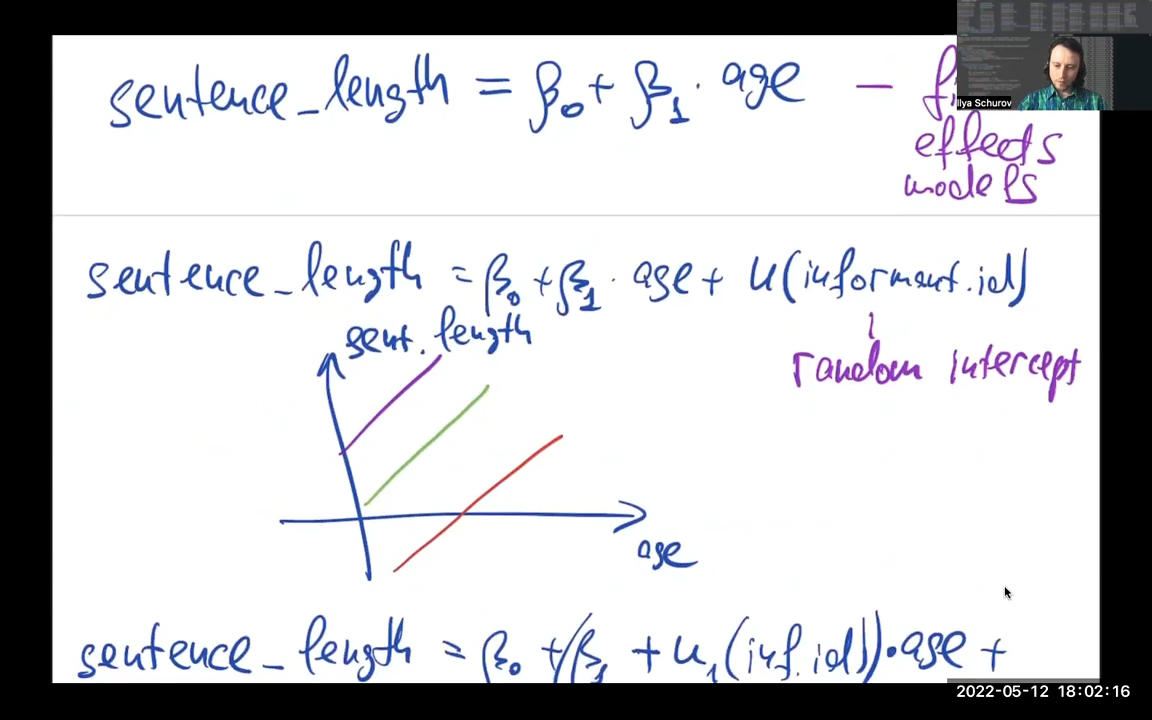 sentence_length = β₀ + β₁ · age —
effects
models
Ilya Schurov
sentence_length = β₀ + β₁ · age + u(informant.id)
sent. length
random intercept
age
sentence_length = β₀ + (β₁ + u₁(inf.id))·age +
2022-05-12 18:02:16